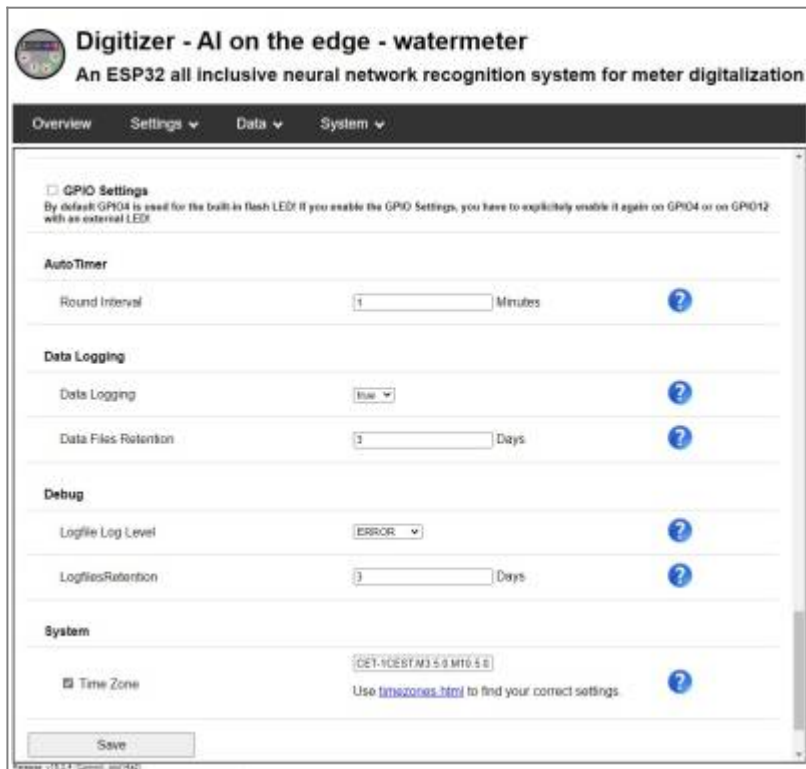 Digitizer - AI on the edge - watermeter
An ESP32 all inclusive neural network recognition system for meter digitalization
Overview Settings Data System
GPIO Settings
By default GPIO4 is used for the built-in flash LED! If you enable the GPIO Settings, you have to explicitely enable it again on GPIO4 or on GPIO12
with an external LED!
AutoTimer
Round Interval 1 Minutes ?
Data Logging
Data Logging true ?
Data Files Retention 3 Days ?
Debug
Logfile Log Level ERROR ?
LogfilesRetention 3 Days ?
System
CET-1CEST,M3.5.0,M10.5.0
Time Zone ?
Use timezones.html to find your correct settings
Save